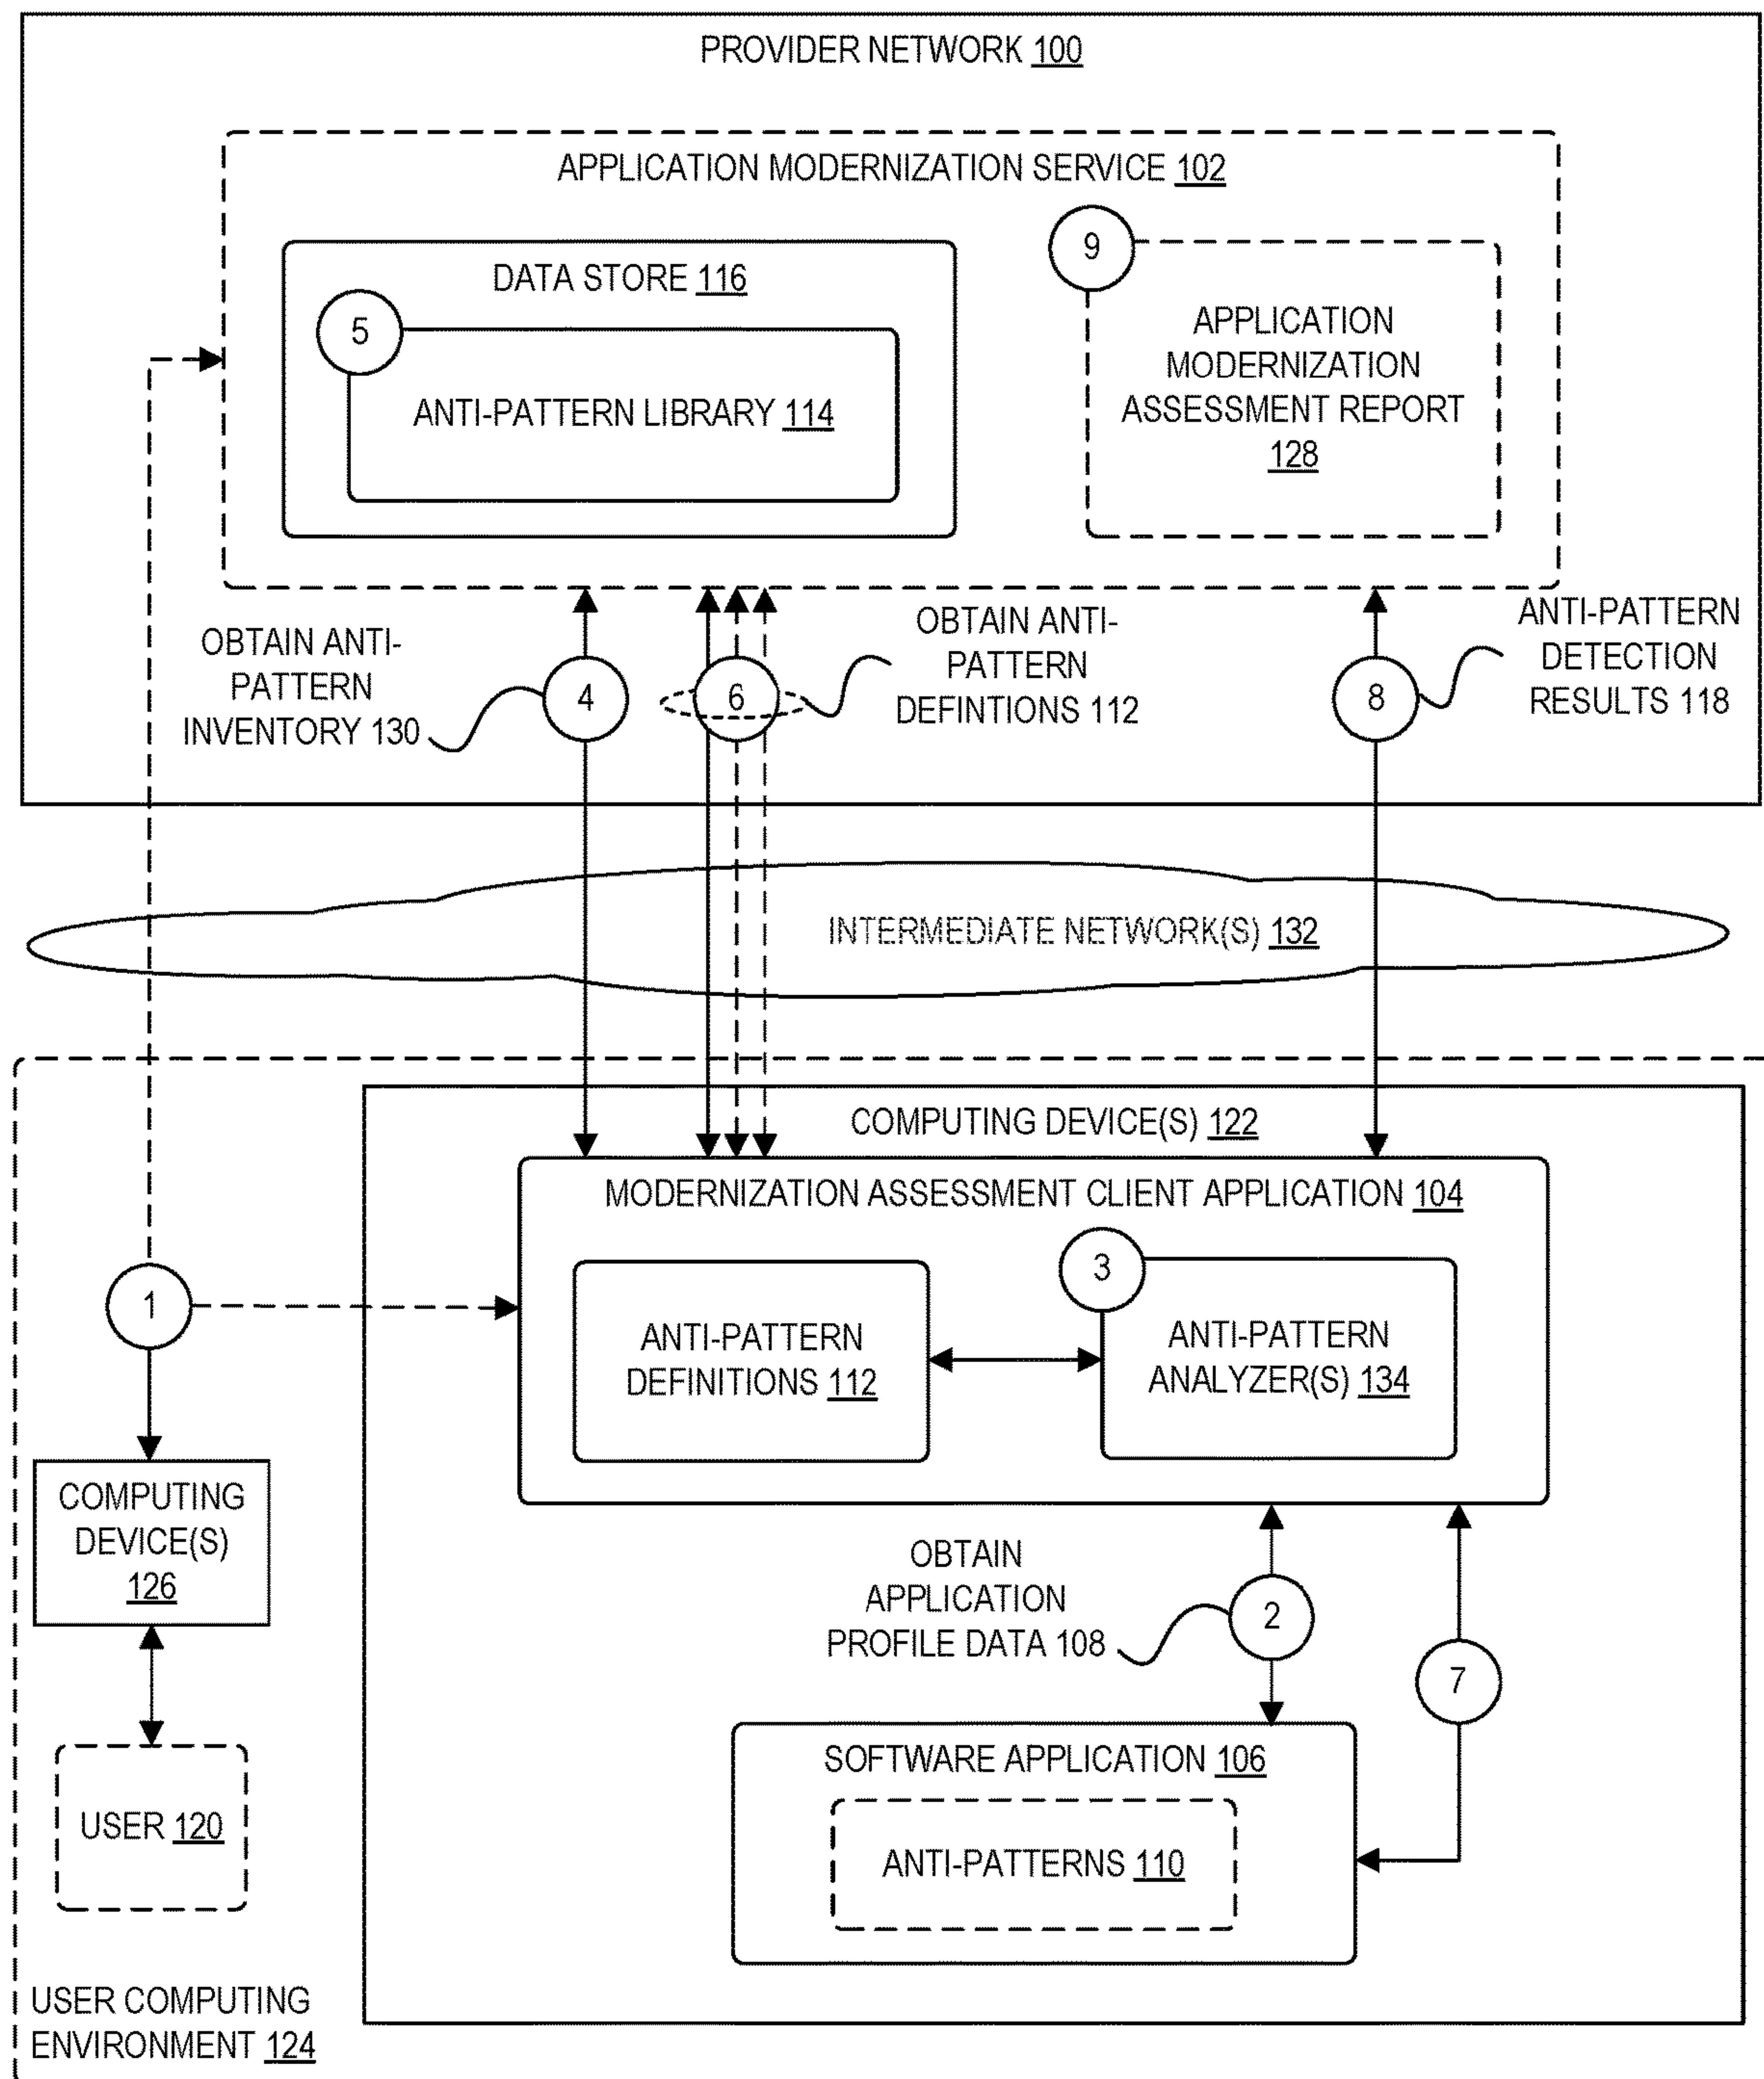 PROVIDER NETWORK 100
APPLICATION MODERNIZATION SERVICE 102
DATA STORE 116
5
ANTI-PATTERN LIBRARY 114
9
APPLICATION
MODERNIZATION
ASSESSMENT REPORT
128
OBTAIN ANTI-
PATTERN
INVENTORY 130
4
6
OBTAIN ANTI-
PATTERN
DEFINTIONS 112
8
ANTI-PATTERN
DETECTION
RESULTS 118
INTERMEDIATE NETWORK(S) 132
COMPUTING DEVICE(S) 122
MODERNIZATION ASSESSMENT CLIENT APPLICATION 104
1
ANTI-PATTERN
DEFINITIONS 112
3
ANTI-PATTERN
ANALYZER(S) 134
COMPUTING
DEVICE(S)
126
OBTAIN
APPLICATION
PROFILE DATA 108
2
7
USER 120
SOFTWARE APPLICATION 106
ANTI-PATTERNS 110
USER COMPUTING
ENVIRONMENT 124